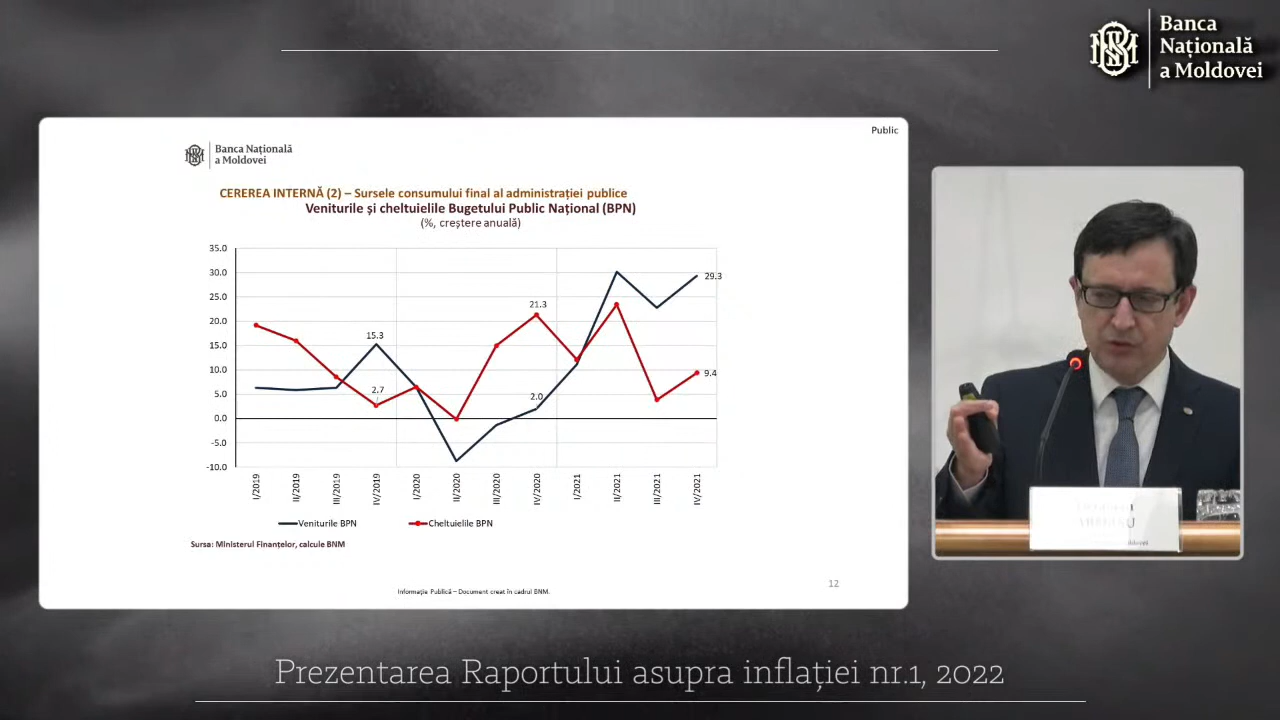 Banca
Națională
a Moldovei
Public
Banca Națională
a Moldovei
CEREREA INTERNĂ (2) – Sursele consumului final al administrației publice
Veniturile și cheltuielile Bugetului Public Național (BPN)
(%, creștere anuală)
35.0
30.0
25.0
20.0
15.0
10.0
5.0
0.0
-5.0
-10.0
15.3
2.7
21.3
2.0
29.3
9.4
I/2019
II/2019
III/2019
IV/2019
I/2020
II/2020
III/2020
IV/2020
I/2021
II/2021
III/2021
IV/2021
Veniturile BPN
Cheltuielile BPN
Sursa: Ministerul Finanțelor, calcule BNM
Informație Publică – Document creat în cadrul BNM.
12
Prezentarea Raportului asupra inflației nr.1, 2022